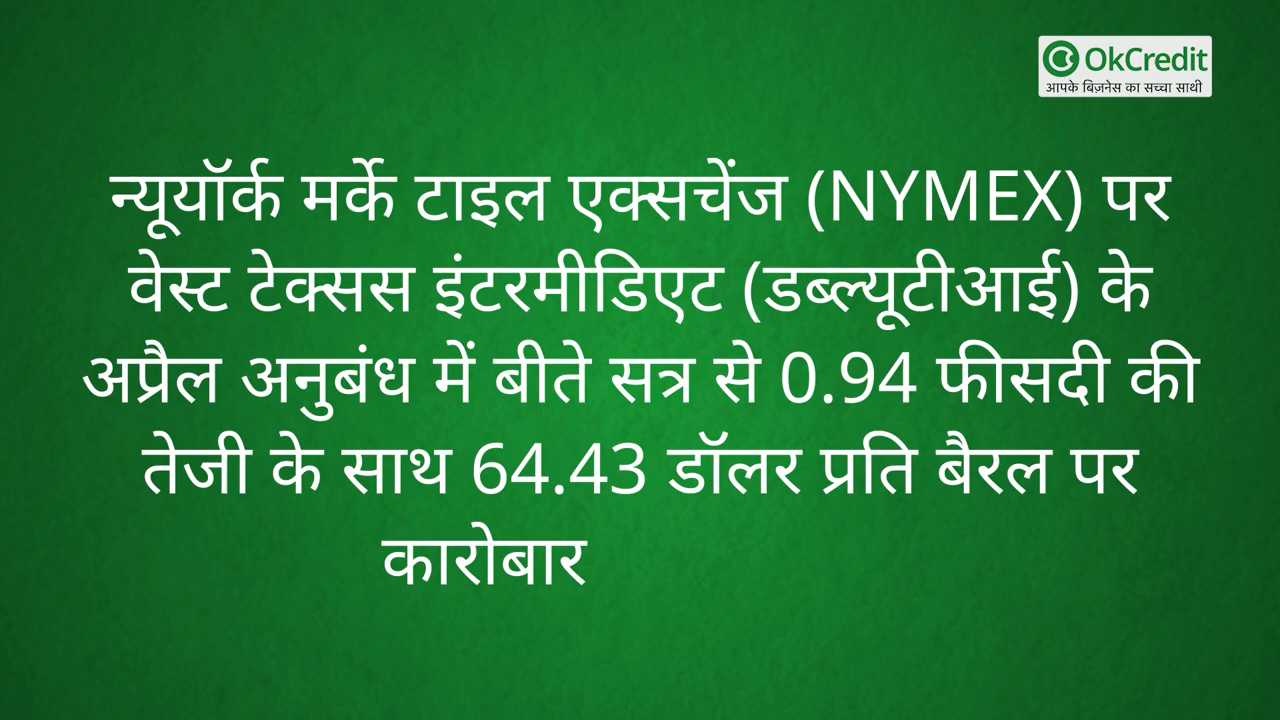 OkCredit
आपके बिज़नेस का सच्चा साथी
न्यूयॉर्क मर्के टाइल एक्सचेंज (NYMEX) पर
वेस्ट टेक्सस इंटरमीडिएट (डब्ल्यूटीआई) के
अप्रैल अनुबंध में बीते सत्र से 0.94 फीसदी की
तेजी के साथ 64.43 डॉलर प्रति बैरल पर
कारोबार